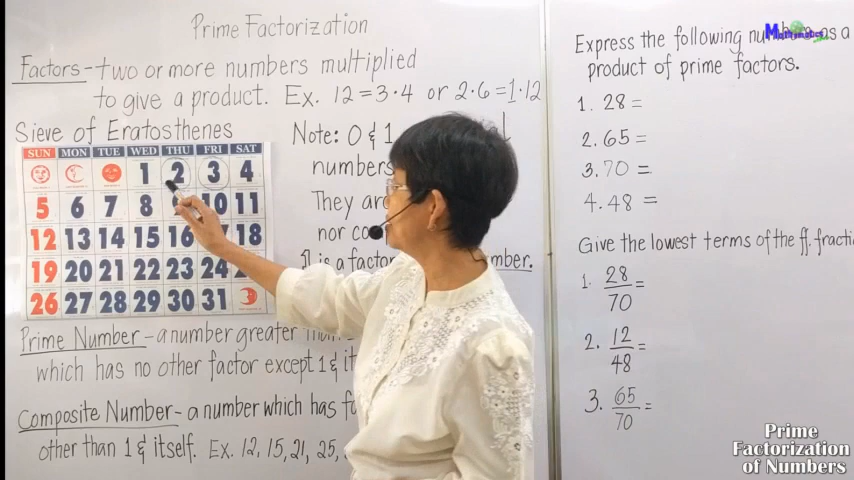 Prime Factorization
Factors - two or more numbers multiplied
to give a product. Ex. 12 = 3·4 or 2·6 = 1·12
Sieve of Eratosthenes
SUN MON TUE WED THU FRI SAT
1 2 3 4
5 6 7 8 10 11
12 13 14 15 16 18
19 20 21 22 23 24
26 27 28 29 30 31
Note: 0 & 1
numbers
They are
nor
1 is a factor mber.
Prime Number - a number greater
which has no other factor except 1 & it
Composite Number - a number which has
other than 1 & itself. Ex. 12, 15, 21, 25,
Mathematics
Express the following numbers as a
product of prime factors.
1. 28 =
2. 65 =
3. 70 =
4. 48 =
Give the lowest terms of the ff. fracti
1. 28/70 =
2. 12/48 =
3. 65/70 =
Prime
Factorization
of Numbers